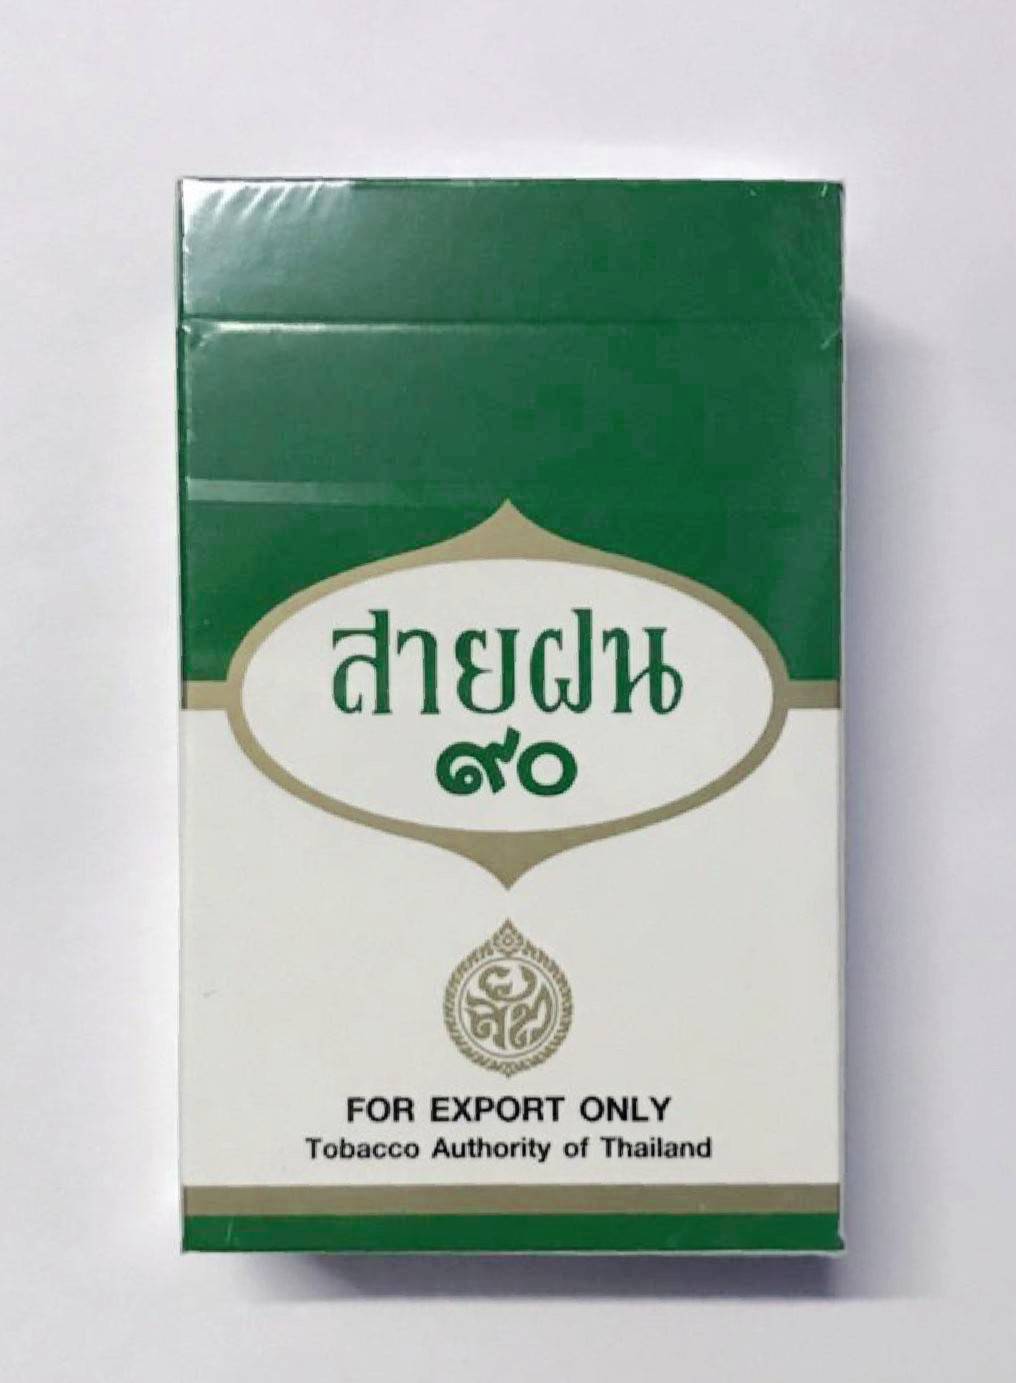 สายฝน
๙๐
FOR EXPORT ONLY
Tobacco Authority of Thailand